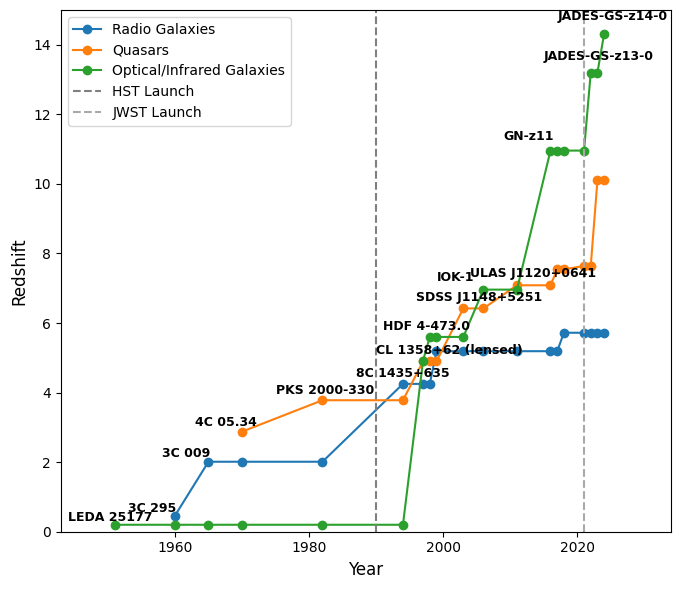 Radio Galaxies
Quasars
Optical/Infrared Galaxies
HST Launch
JWST Launch
JADES-GS-z14-0
JADES-GS-z13-0
GN-z11
IOK-1
ULAS J1120+0641
SDSS J1148+5251
HDF 4-473.0
CL 1358+62 (lensed)
8C 1435+635
PKS 2000-330
4C 05.34
3C 009
3C 295
LEDA 25177
14
12
10
8
6
4
2
0
Redshift
1960 1980 2000 2020
Year